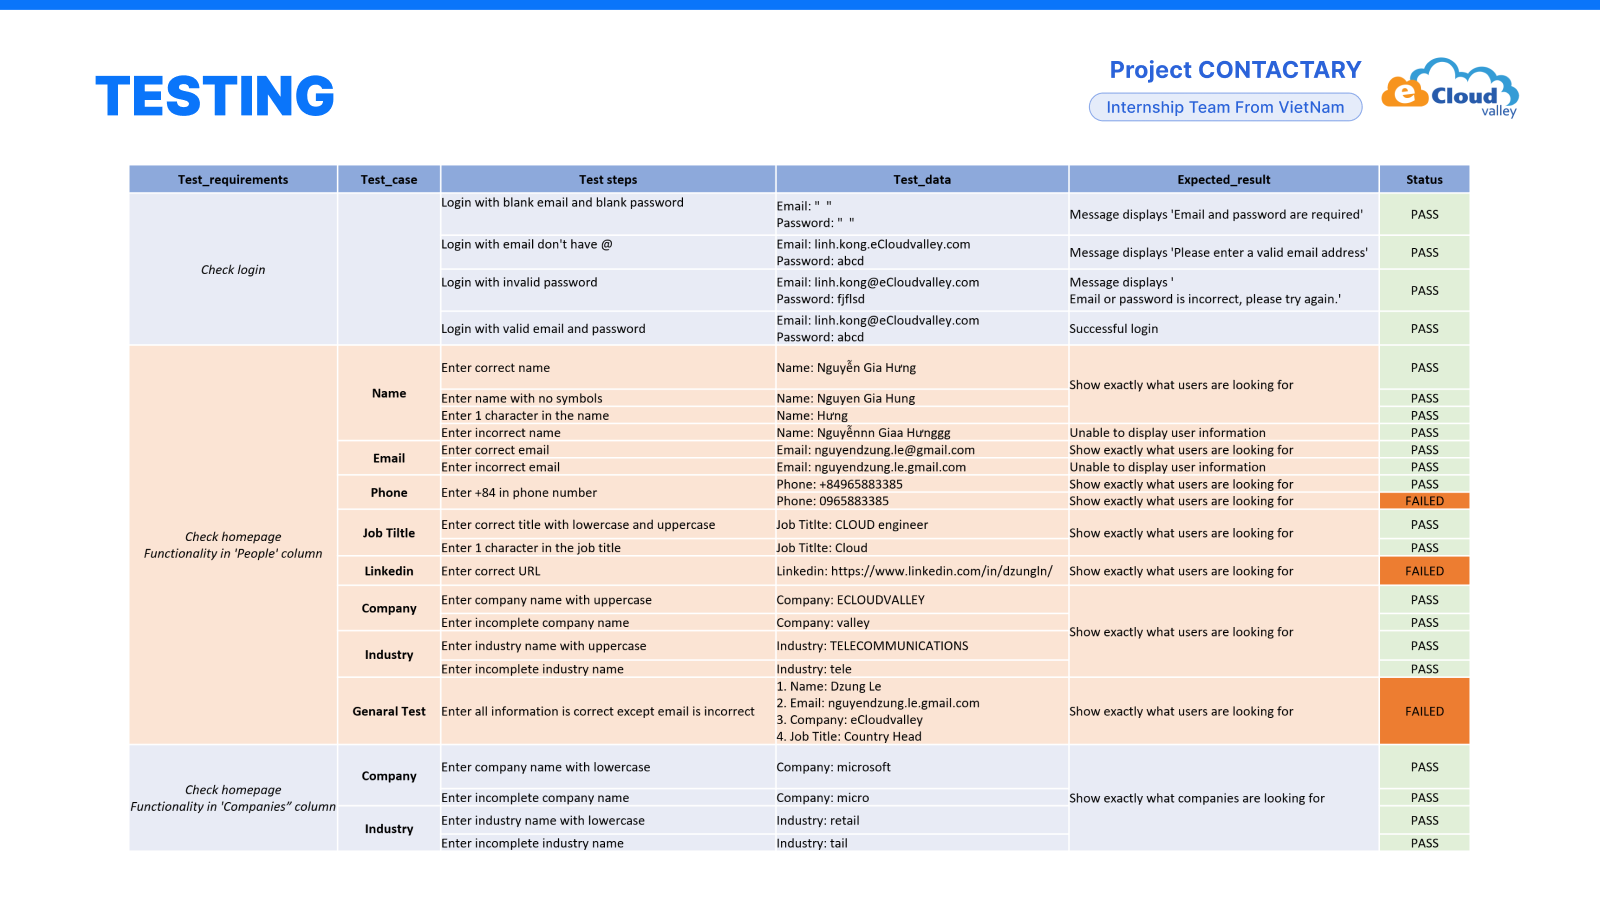 TESTING
Project CONTACTARY
Internship Team From VietNam
e Cloud
valley
Test_requirements Test_case Test steps Test_data Expected_result Status
Check login
Login with blank email and blank password
Email: "  "
Password: "  "
Message displays 'Email and password are required'
PASS
Login with email don't have @
Email: linh.kong.eCloudvalley.com
Password: abcd
Message displays 'Please enter a valid email address'
PASS
Login with invalid password
Email: linh.kong@eCloudvalley.com
Password: fjflsd
Message displays '
Email or password is incorrect, please try again.'
PASS
Login with valid email and password
Email: linh.kong@eCloudvalley.com
Password: abcd
Successful login
PASS
Check homepage
Functionality in 'People' column
Name
Enter correct name
Name: Nguyễn Gia Hưng
Show exactly what users are looking for
PASS
Enter name with no symbols
Name: Nguyen Gia Hung
PASS
Enter 1 character in the name
Name: Hưng
PASS
Enter incorrect name
Name: Nguyễnnn Giaa Hưnggg
Unable to display user information
PASS
Email
Enter correct email
Email: nguyendzung.le@gmail.com
Show exactly what users are looking for
PASS
Enter incorrect email
Email: nguyendzung.le.gmail.com
Unable to display user information
PASS
Phone
Enter +84 in phone number
Phone: +84965883385
Show exactly what users are looking for
PASS
Phone: 0965883385
Show exactly what users are looking for
FAILED
Job Tiltle
Enter correct title with lowercase and uppercase
Job Titlte: CLOUD engineer
Show exactly what users are looking for
PASS
Enter 1 character in the job title
Job Titlte: Cloud
PASS
Linkedin
Enter correct URL
Linkedin: https://www.linkedin.com/in/dzungln/
Show exactly what users are looking for
FAILED
Company
Enter company name with uppercase
Company: ECLOUDVALLEY
Show exactly what users are looking for
PASS
Enter incomplete company name
Company: valley
PASS
Industry
Enter industry name with uppercase
Industry: TELECOMMUNICATIONS
PASS
Enter incomplete industry name
Industry: tele
PASS
Genaral Test
Enter all information is correct except email is incorrect
1. Name: Dzung Le
2. Email: nguyendzung.le.gmail.com
3. Company: eCloudvalley
4. Job Title: Country Head
Show exactly what users are looking for
FAILED
Check homepage
Functionality in 'Companies” column
Company
Enter company name with lowercase
Company: microsoft
Show exactly what companies are looking for
PASS
Enter incomplete company name
Company: micro
PASS
Industry
Enter industry name with lowercase
Industry: retail
PASS
Enter incomplete industry name
Industry: tail
PASS